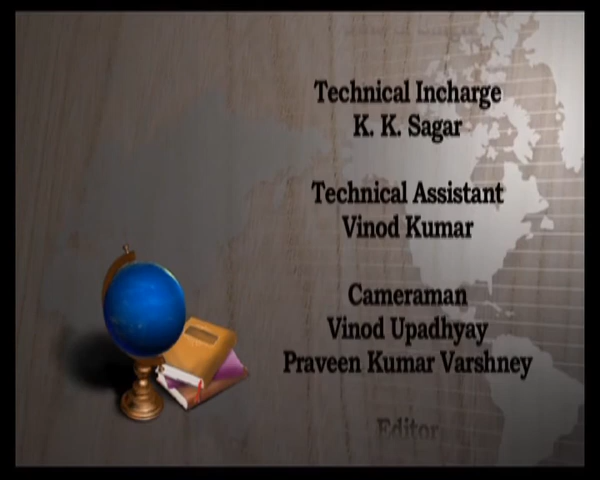 Technical Incharge
K. K. Sagar
Technical Assistant
Vinod Kumar
Cameraman
Vinod Upadhyay
Praveen Kumar Varshney
Editor